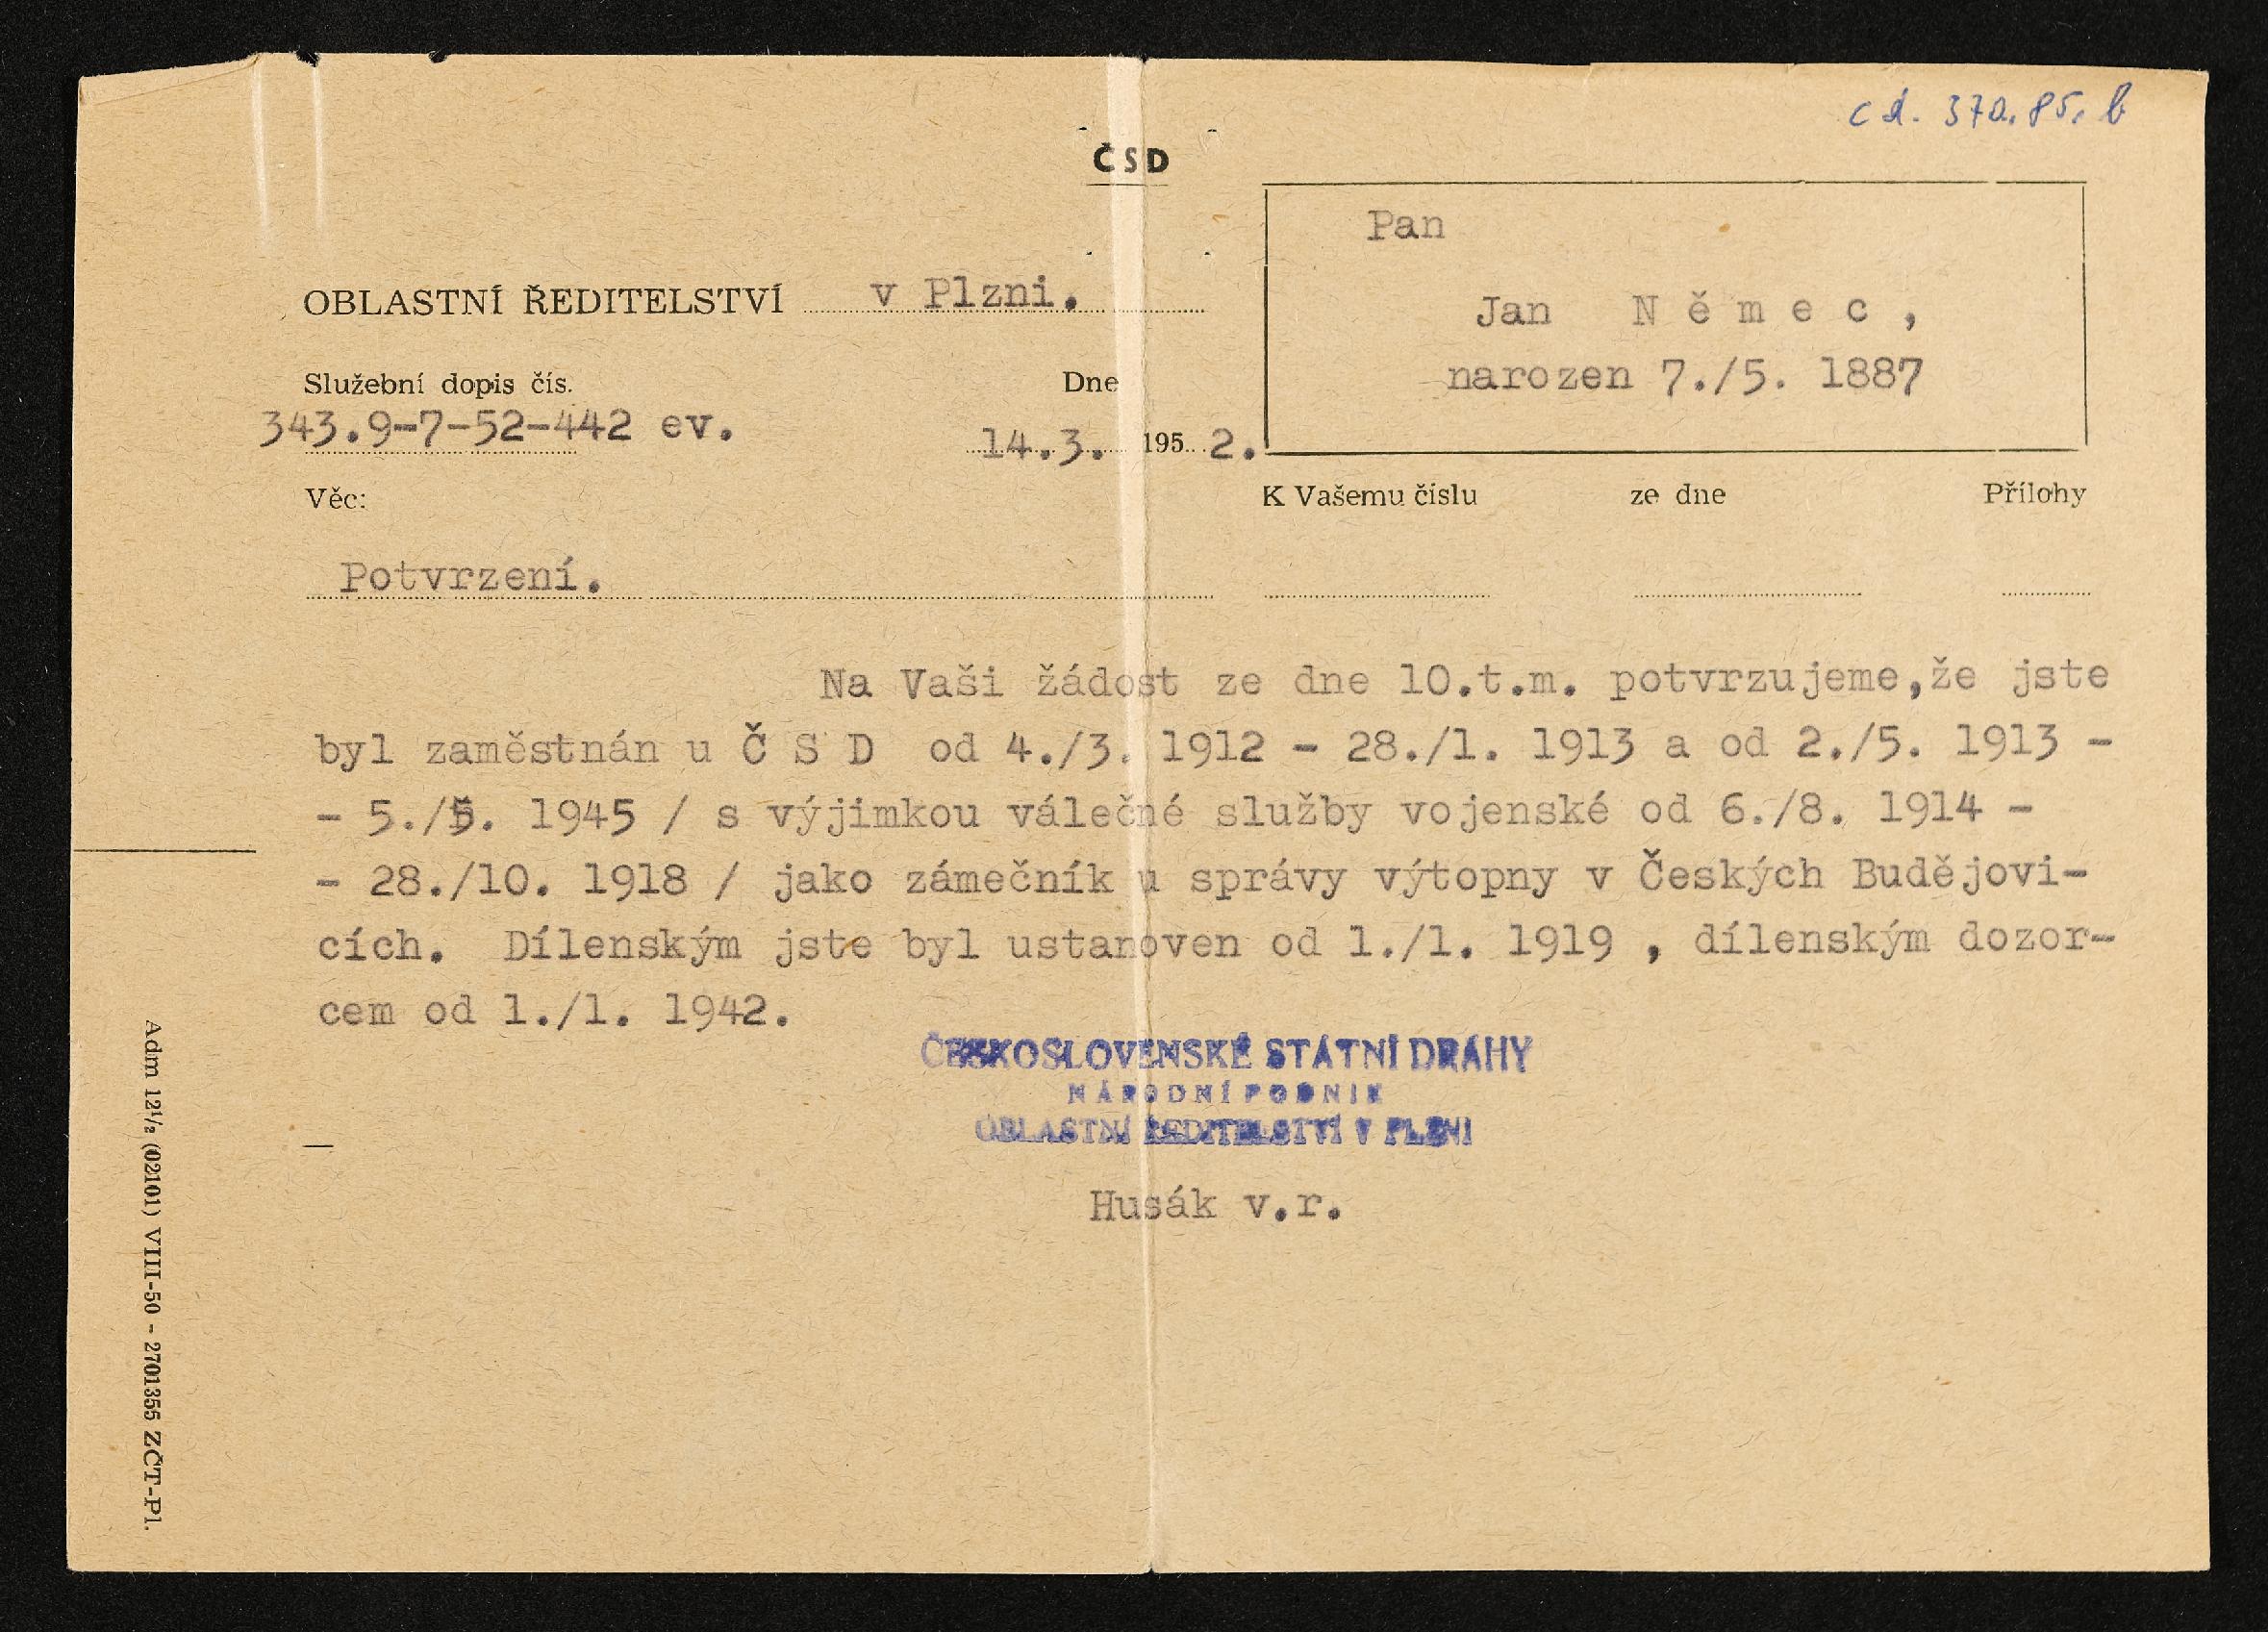 cd. 370.85. b
ČSD
Pan
OBLASTNÍ ŘEDITELSTVÍ v Plzni.
Jan N ě m e c ,
narozen 7./5. 1887
Služební dopis čís.
Dne
343.9-7-52-442 ev.
14.3. 195 2.
Věc:
K Vašemu číslu ze dne Přílohy
Potvrzení.
Na Vaši žádost ze dne 10.t.m. potvrzujeme,že jste
byl zaměstnán u Č S D od 4./3. 1912 - 28./1. 1913 a od 2./5. 1913 -
- 5./5. 1945 / s výjimkou válečné služby vojenské od 6./8. 1914 -
- 28./10. 1918 / jako zámečník u správy výtopny v Českých Budějovi-
cích. Dílenským jste byl ustanoven od 1./1. 1919 , dílenským dozor-
cem od 1./1. 1942.
ČESKOSLOVENSKÉ STÁTNÍ DRÁHY
NÁRODNÍ PODNIK
OBLASTNÍ ŘEDITELSTVÍ V PLZNI
Husák v.r.
Adm 12¹/₂ (02101) VIII-50 - 2701355 ZČT-Pl.